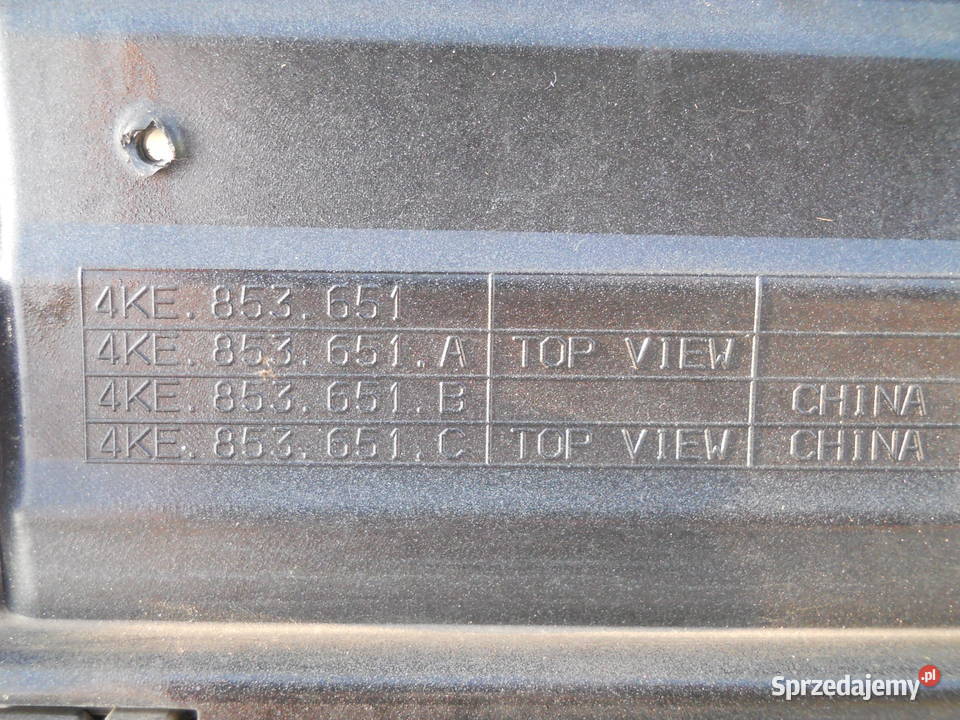 4KE.853.651
4KE.853.651.A TOP VIEW
4KE.853.651.B CHINA
4KE.853.651.C TOP VIEW CHINA
Sprzedajemy.pl